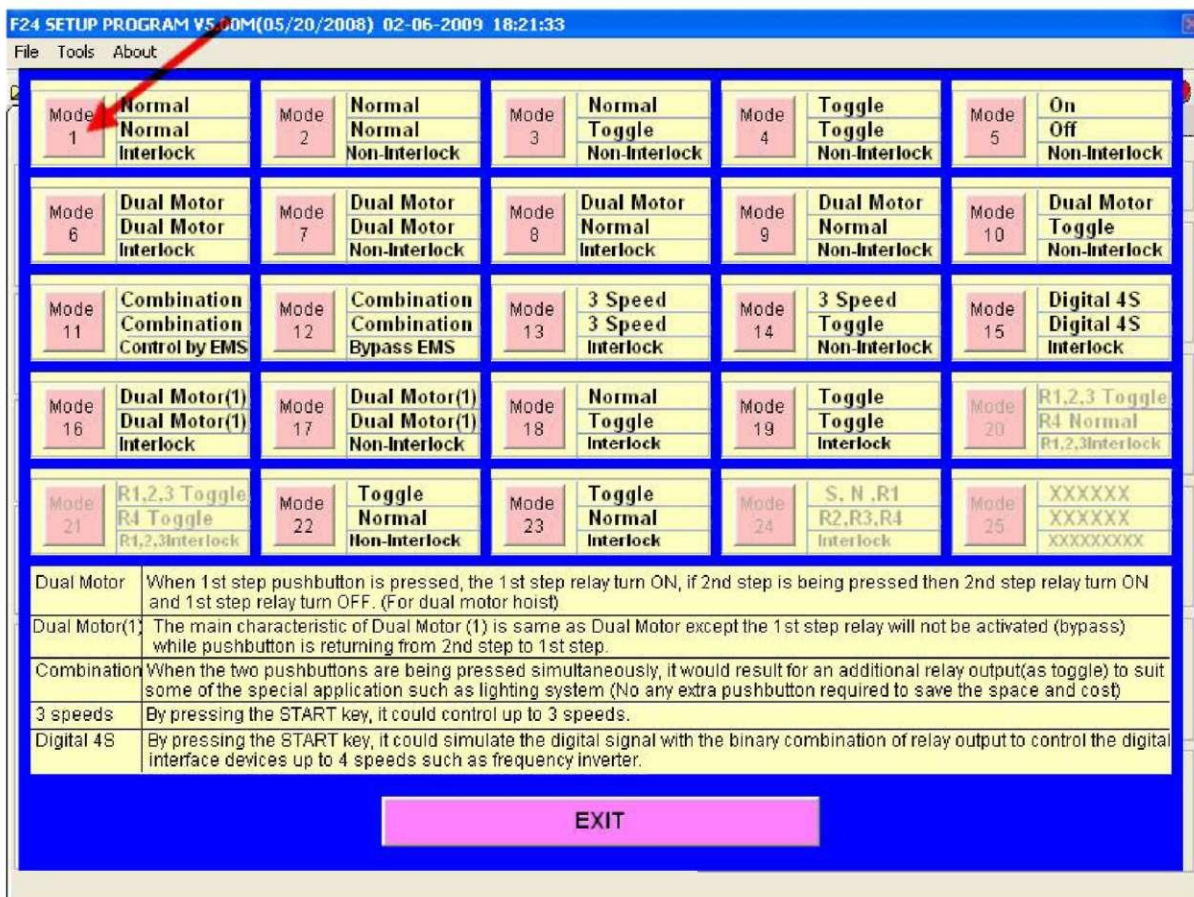 F24 SETUP PROGRAM V5.00M(05/20/2008) 02-06-2009 18:21:33
File Tools About
Mode 1
Normal
Normal
Interlock
Mode 2
Normal
Normal
Non-Interlock
Mode 3
Normal
Toggle
Non-Interlock
Mode 4
Toggle
Toggle
Non-Interlock
Mode 5
On
Off
Non-Interlock
Mode 6
Dual Motor
Dual Motor
Interlock
Mode 7
Dual Motor
Dual Motor
Non-Interlock
Mode 8
Dual Motor
Normal
Interlock
Mode 9
Dual Motor
Normal
Non-Interlock
Mode 10
Dual Motor
Toggle
Non-Interlock
Mode 11
Combination
Combination
Control by EMS
Mode 12
Combination
Combination
Bypass EMS
Mode 13
3 Speed
3 Speed
Interlock
Mode 14
3 Speed
Toggle
Non-Interlock
Mode 15
Digital 4S
Digital 4S
Interlock
Mode 16
Dual Motor(1)
Dual Motor(1)
Interlock
Mode 17
Dual Motor(1)
Dual Motor(1)
Non-Interlock
Mode 18
Normal
Toggle
Interlock
Mode 19
Toggle
Toggle
Interlock
Mode 20
R1,2,3 Toggle
R4 Normal
R1,2,3Interlock
Mode 21
R1,2,3 Toggle
R4 Toggle
R1,2,3Interlock
Mode 22
Toggle
Normal
Non-Interlock
Mode 23
Toggle
Normal
Interlock
Mode 24
S, N ,R1
R2,R3,R4
Interlock
Mode 25
XXXXXX
XXXXXX
XXXXXXXXX
Dual Motor When 1st step pushbutton is pressed, the 1st step relay turn ON, if 2nd step is being pressed then 2nd step relay turn ON
and 1st step relay turn OFF. (For dual motor hoist)
Dual Motor(1) The main characteristic of Dual Motor (1) is same as Dual Motor except the 1st step relay will not be activated (bypass)
while pushbutton is returning from 2nd step to 1st step.
Combination When the two pushbuttons are being pressed simultaneously, it would result for an additional relay output(as toggle) to suit
some of the special application such as lighting system (No any extra pushbutton required to save the space and cost)
3 speeds By pressing the START key, it could control up to 3 speeds.
Digital 4S By pressing the START key, it could simulate the digital signal with the binary combination of relay output to control the digital
interface devices up to 4 speeds such as frequency inverter.
EXIT